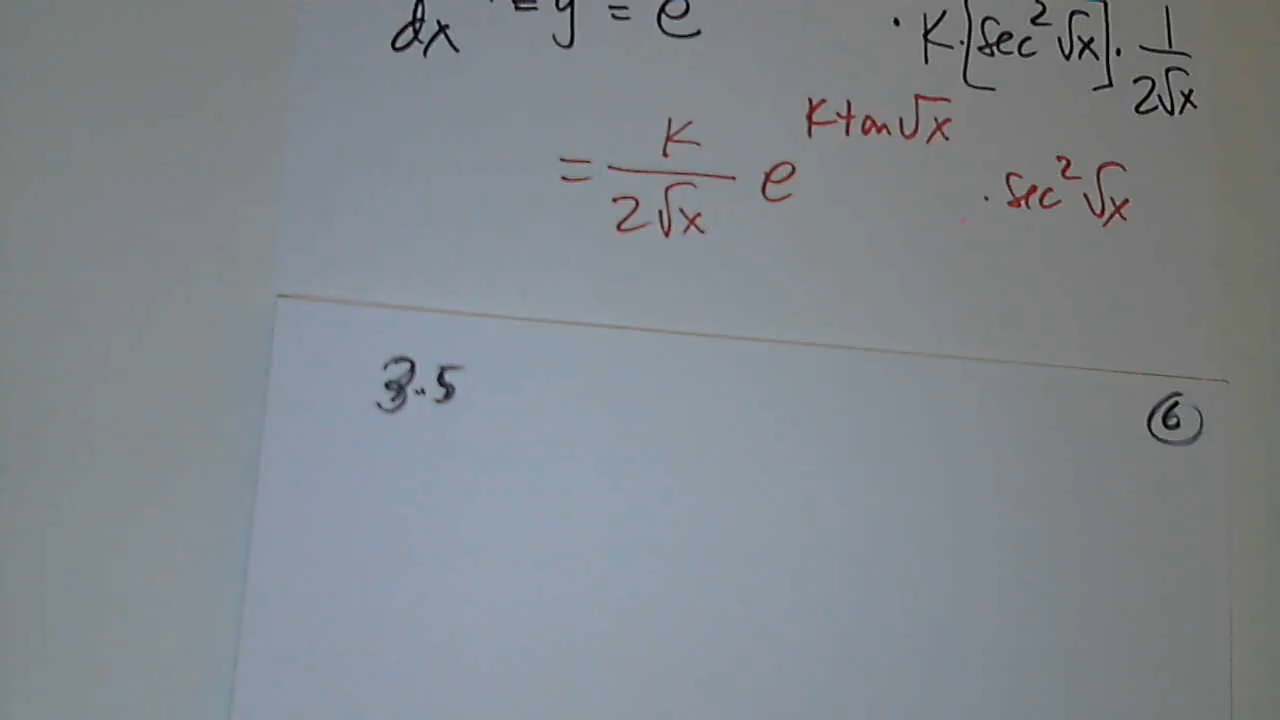 dx = y = e · K·[sec² √x] · 1/2√x
= K/2√x e^K tan √x · sec² √x
3.5 6